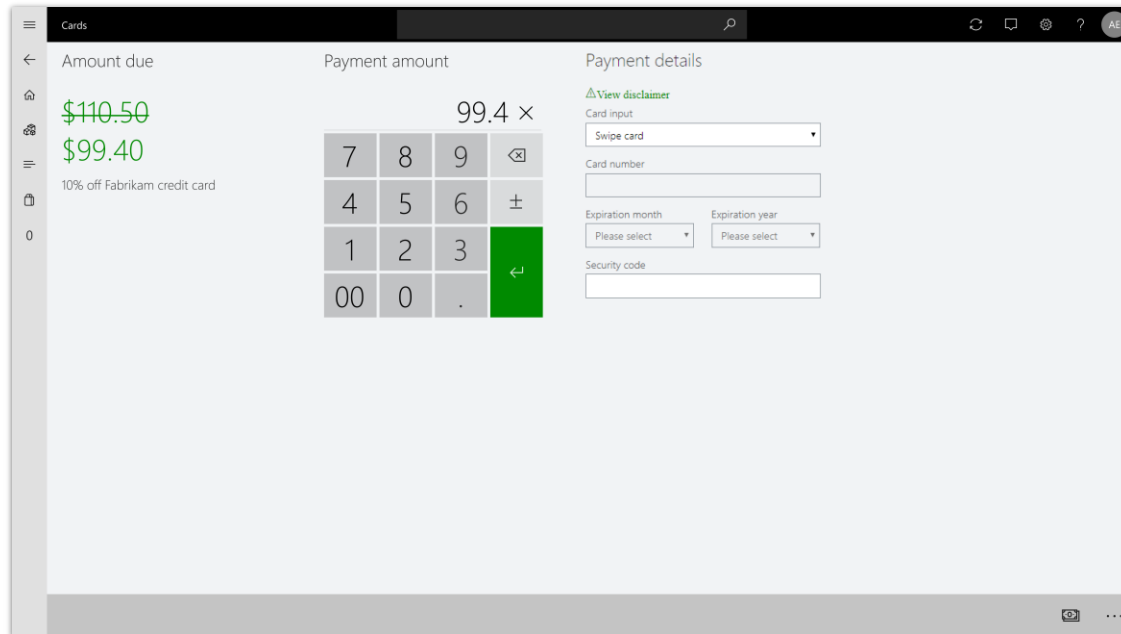 Cards
AE
Amount due
$110.50
$99.40
10% off Fabrikam credit card
0
Payment amount
99.4 ×
7 8 9
4 5 6 ±
1 2 3
00 0 .
Payment details
View disclaimer
Card input
Swipe card
Card number
Expiration month Expiration year
Please select Please select
Security code